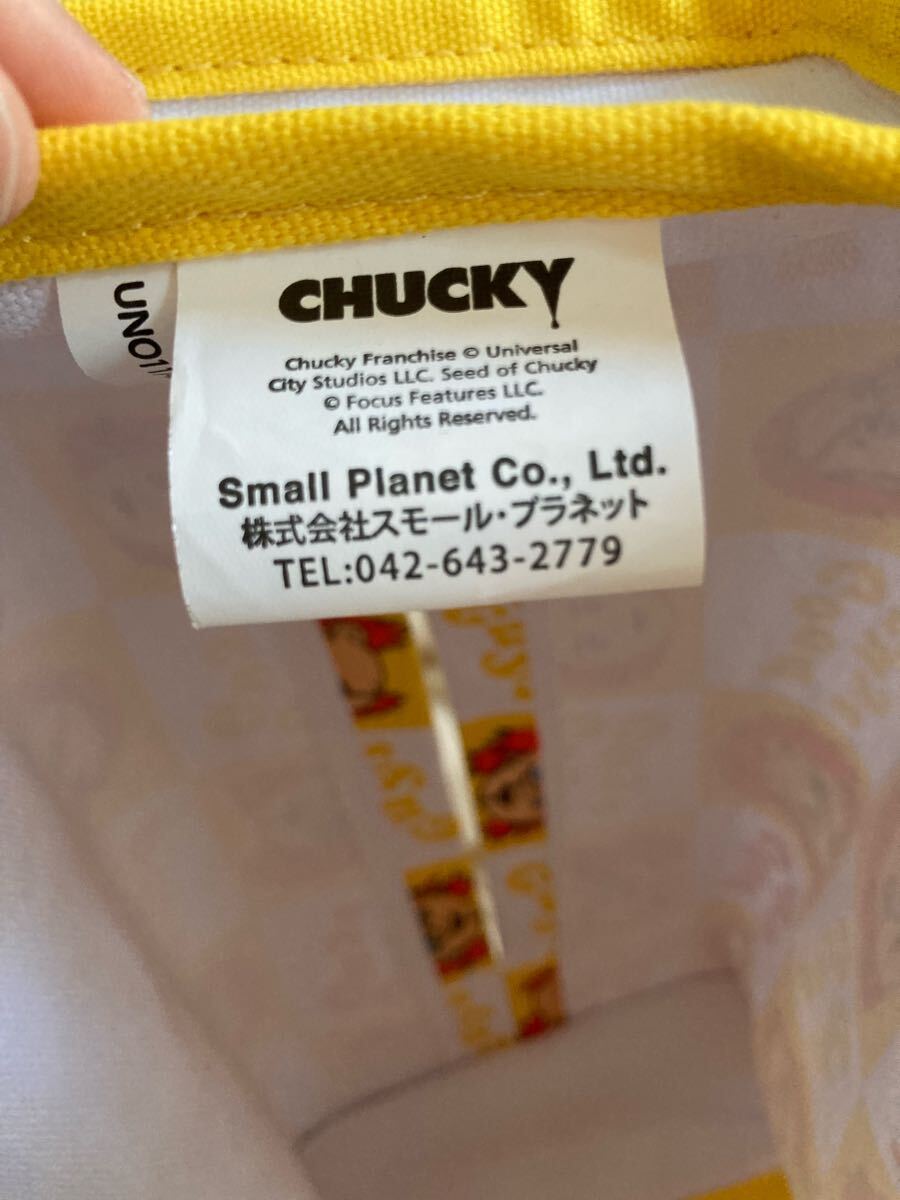 CHUCKY
Chucky Franchise © Universal
City Studios LLC. Seed of Chucky
© Focus Features LLC.
All Rights Reserved.
Small Planet Co., Ltd.
株式会社スモール・プラネット
TEL:042-643-2779